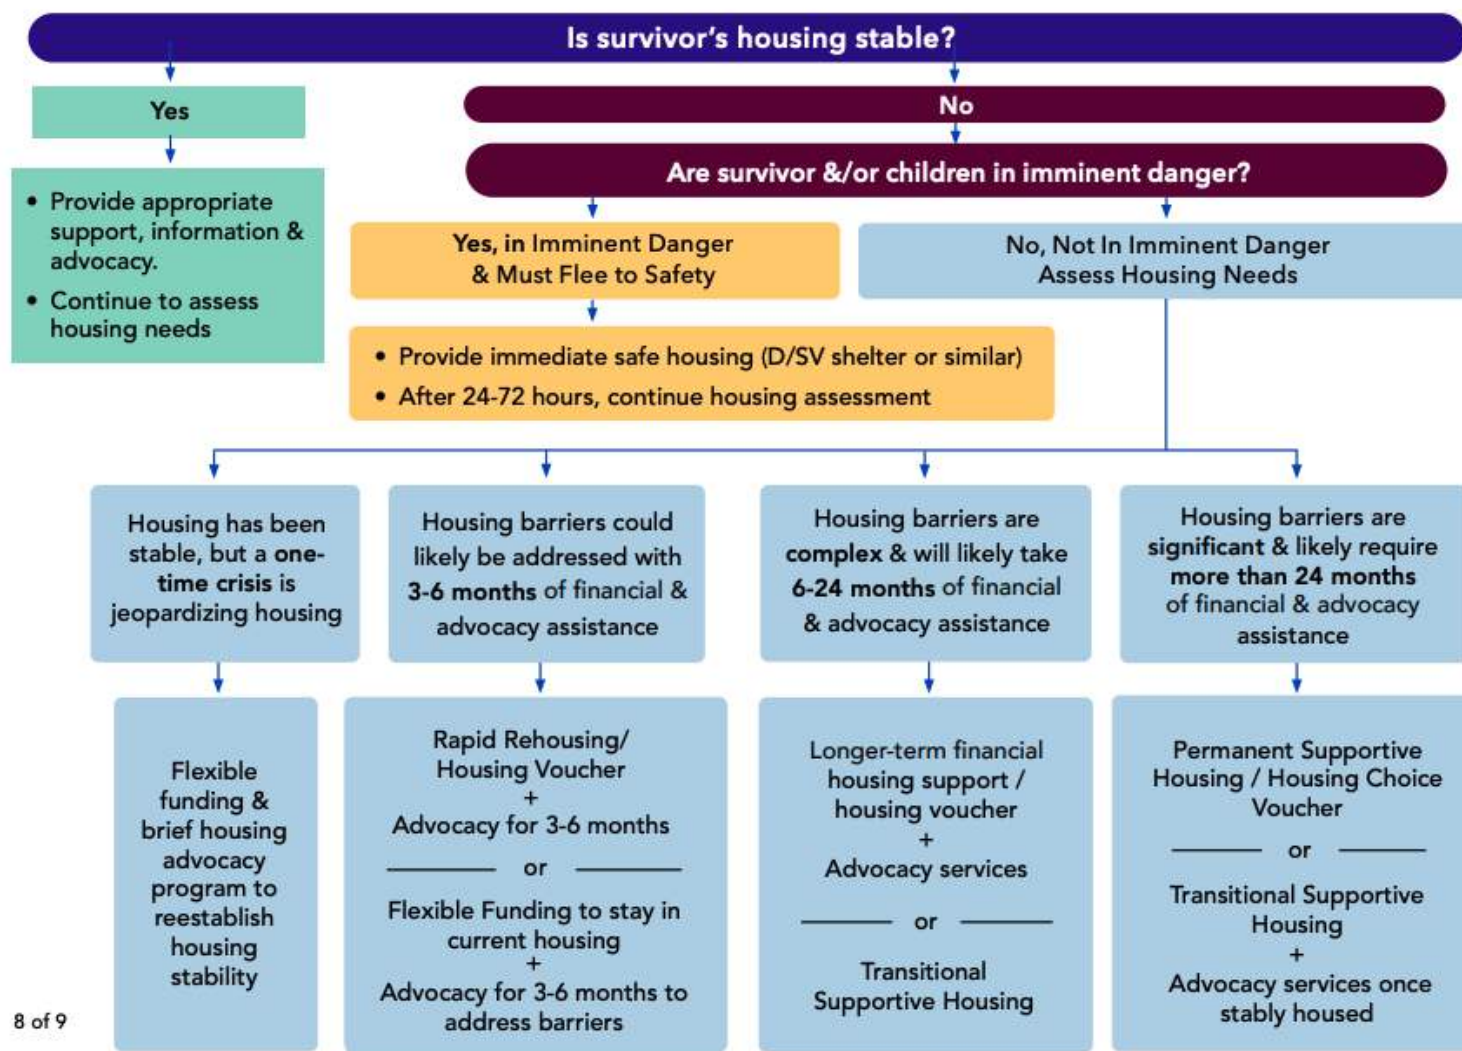 Is survivor's housing stable?
Yes
No
Are survivor &/or children in imminent danger?
• Provide appropriate
support, information &
advocacy.
• Continue to assess
housing needs
Yes, in Imminent Danger
& Must Flee to Safety
No, Not In Imminent Danger
Assess Housing Needs
• Provide immediate safe housing (D/SV shelter or similar)
• After 24-72 hours, continue housing assessment
Housing has been
stable, but a one-
time crisis is
jeopardizing housing
Housing barriers could
likely be addressed with
3-6 months of financial &
advocacy assistance
Housing barriers are
complex & will likely take
6-24 months of financial
& advocacy assistance
Housing barriers are
significant & likely require
more than 24 months
of financial & advocacy
assistance
Flexible
funding &
brief housing
advocacy
program to
reestablish
housing
stability
Rapid Rehousing/
Housing Voucher
+
Advocacy for 3-6 months
or
Flexible Funding to stay in
current housing
+
Advocacy for 3-6 months to
address barriers
Longer-term financial
housing support /
housing voucher
+
Advocacy services
or
Transitional
Supportive Housing
Permanent Supportive
Housing / Housing Choice
Voucher
or
Transitional Supportive
Housing
+
Advocacy services once
stably housed
8 of 9